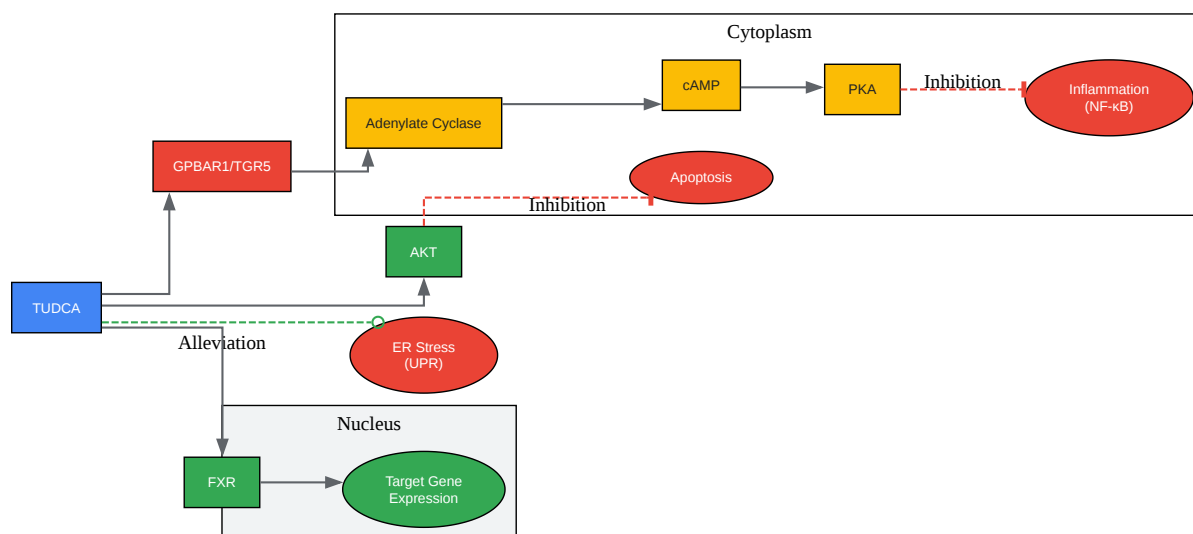 Cytoplasm
cAMP
PKA
Inhibition
Inflammation
(NF-κB)
Adenylate Cyclase
GPBAR1/TGR5
Apoptosis
Inhibition
AKT
TUDCA
Alleviation
ER Stress
(UPR)
Nucleus
FXR
Target Gene
Expression